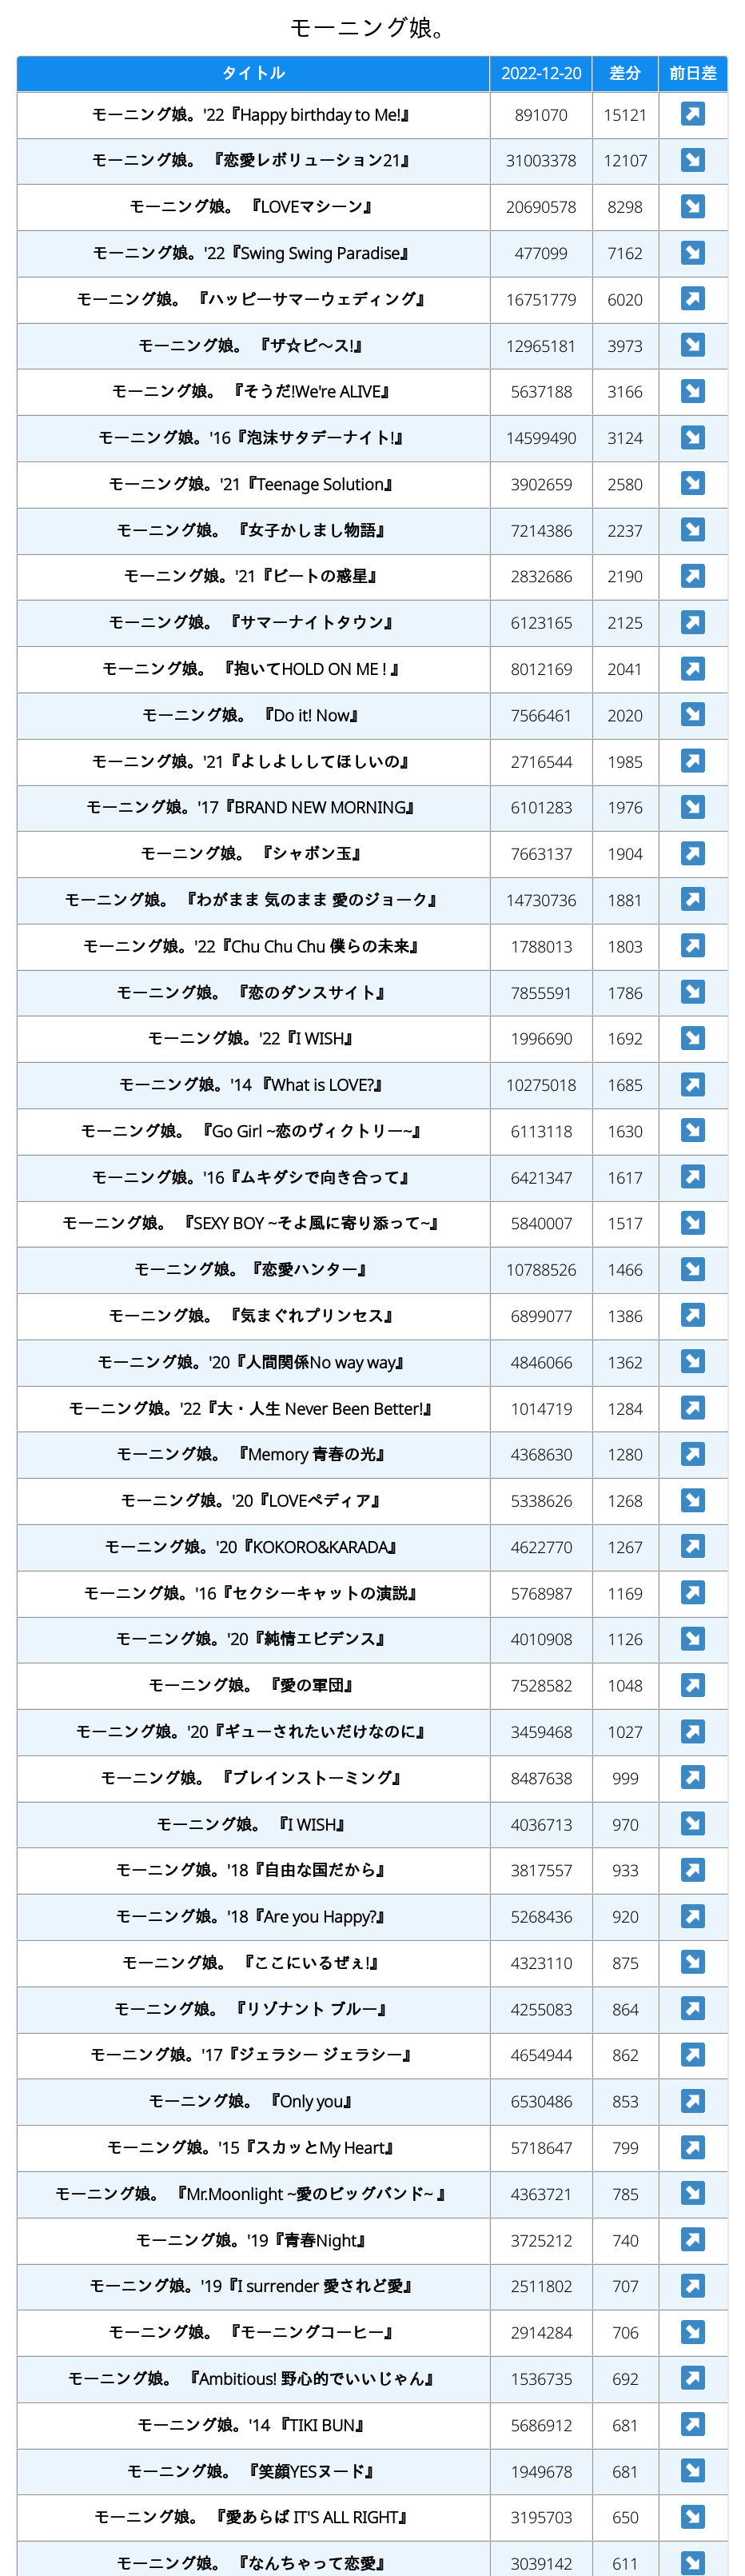 モーニング娘。
タイトル 2022-12-20 差分 前日差
モーニング娘。'22『Happy birthday to Me!』 891070 15121 ↗
モーニング娘。 『恋愛レボリューション21』 31003378 12107 ↘
モーニング娘。 『LOVEマシーン』 20690578 8298 ↘
モーニング娘。'22『Swing Swing Paradise』 477099 7162 ↘
モーニング娘。 『ハッピーサマーウェディング』 16751779 6020 ↗
モーニング娘。 『ザ☆ピ〜ス!』 12965181 3973 ↘
モーニング娘。 『そうだ!We're ALIVE』 5637188 3166 ↘
モーニング娘。'16『泡沫サタデーナイト!』 14599490 3124 ↘
モーニング娘。'21『Teenage Solution』 3902659 2580 ↘
モーニング娘。 『女子かしまし物語』 7214386 2237 ↘
モーニング娘。'21『ビートの惑星』 2832686 2190 ↗
モーニング娘。 『サマーナイトタウン』 6123165 2125 ↗
モーニング娘。 『抱いてHOLD ON ME ! 』 8012169 2041 ↗
モーニング娘。 『Do it! Now』 7566461 2020 ↘
モーニング娘。'21『よしよししてほしいの』 2716544 1985 ↗
モーニング娘。'17『BRAND NEW MORNING』 6101283 1976 ↘
モーニング娘。 『シャボン玉』 7663137 1904 ↗
モーニング娘。 『わがまま 気のまま 愛のジョーク』 14730736 1881 ↗
モーニング娘。'22『Chu Chu Chu 僕らの未来』 1788013 1803 ↗
モーニング娘。 『恋のダンスサイト』 7855591 1786 ↘
モーニング娘。'22『I WISH』 1996690 1692 ↘
モーニング娘。'14 『What is LOVE?』 10275018 1685 ↗
モーニング娘。 『Go Girl ~恋のヴィクトリー~』 6113118 1630 ↘
モーニング娘。'16『ムキダシで向き合って』 6421347 1617 ↗
モーニング娘。 『SEXY BOY ~そよ風に寄り添って~』 5840007 1517 ↘
モーニング娘。『恋愛ハンター』 10788526 1466 ↘
モーニング娘。 『気まぐれプリンセス』 6899077 1386 ↗
モーニング娘。'20『人間関係No way way』 4846066 1362 ↘
モーニング娘。'22『大・人生 Never Been Better!』 1014719 1284 ↗
モーニング娘。 『Memory 青春の光』 4368630 1280 ↗
モーニング娘。'20『LOVEペディア』 5338626 1268 ↘
モーニング娘。'20『KOKORO&KARADA』 4622770 1267 ↗
モーニング娘。'16『セクシーキャットの演説』 5768987 1169 ↗
モーニング娘。'20『純情エビデンス』 4010908 1126 ↘
モーニング娘。 『愛の軍団』 7528582 1048 ↗
モーニング娘。'20『ギューされたいだけなのに』 3459468 1027 ↗
モーニング娘。 『ブレインストーミング』 8487638 999 ↗
モーニング娘。 『I WISH』 4036713 970 ↘
モーニング娘。'18『自由な国だから』 3817557 933 ↗
モーニング娘。'18『Are you Happy?』 5268436 920 ↗
モーニング娘。 『ここにいるぜぇ!』 4323110 875 ↘
モーニング娘。 『リゾナント ブルー』 4255083 864 ↗
モーニング娘。'17『ジェラシー ジェラシー』 4654944 862 ↗
モーニング娘。 『Only you』 6530486 853 ↗
モーニング娘。'15『スカッとMy Heart』 5718647 799 ↗
モーニング娘。 『Mr.Moonlight ~愛のビッグバンド~ 』 4363721 785 ↘
モーニング娘。'19『青春Night』 3725212 740 ↗
モーニング娘。'19『I surrender 愛されど愛』 2511802 707 ↗
モーニング娘。 『モーニングコーヒー』 2914284 706 ↘
モーニング娘。 『Ambitious! 野心的でいいじゃん』 1536735 692 ↗
モーニング娘。'14 『TIKI BUN』 5686912 681 ↗
モーニング娘。 『笑顔YESヌード』 1949678 681 ↘
モーニング娘。 『愛あらば IT'S ALL RIGHT』 3195703 650 ↘
モーニング娘。 『なんちゃって恋愛』 3039142 611 ↘